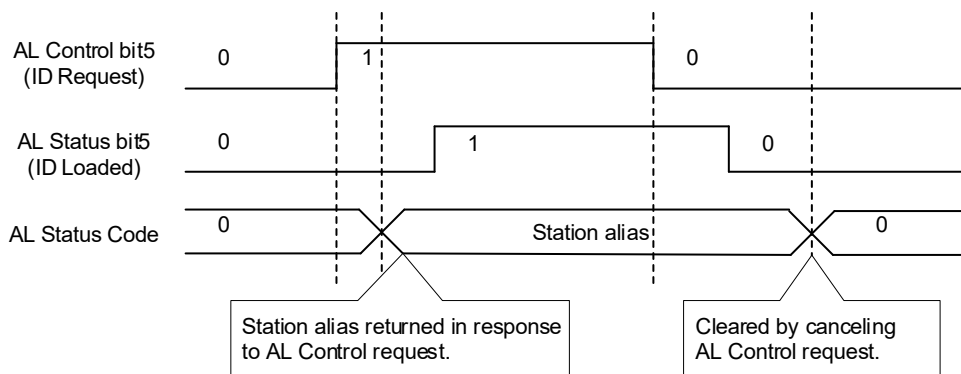 AL Control bit5
(ID Request)
0
1
0
AL Status bit5
(ID Loaded)
0
1
0
AL Status Code
0
Station alias
0
Station alias returned in response
to AL Control request.
Cleared by canceling
AL Control request.